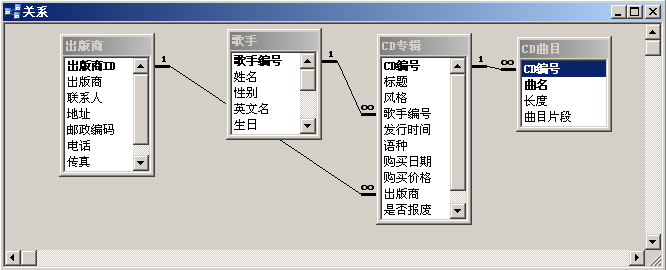 关系
出版商
出版商ID
出版商
联系人
地址
邮政编码
电话
传真
歌手
歌手编号
姓名
性别
英文名
生日
CD专辑
CD编号
标题
风格
歌手编号
发行时间
语种
购买日期
购买价格
出版商
是否报废
CD曲目
CD编号
曲名
长度
曲目片段
1
∞
1
∞
1
∞